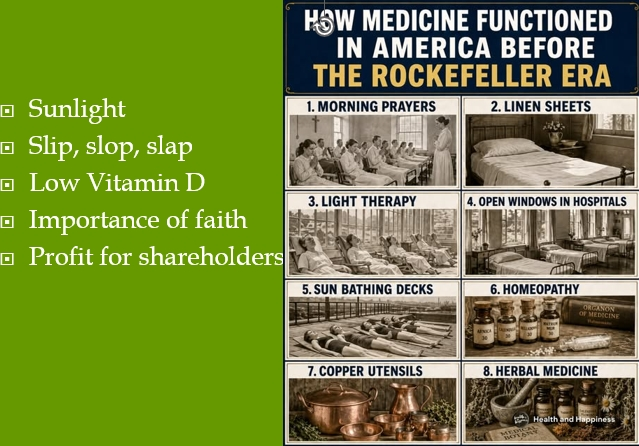 Sunlight
Slip, slop, slap
Low Vitamin D
Importance of faith
Profit for shareholders
HOW MEDICINE FUNCTIONED
IN AMERICA BEFORE
THE ROCKEFELLER ERA
1. MORNING PRAYERS
2. LINEN SHEETS
3. LIGHT THERAPY
4. OPEN WINDOWS IN HOSPITALS
5. SUN BATHING DECKS
6. HOMEOPATHY
ORGANON
OF MEDICINE
7. COPPER UTENSILS
8. HERBAL MEDICINE
Health and Happiness